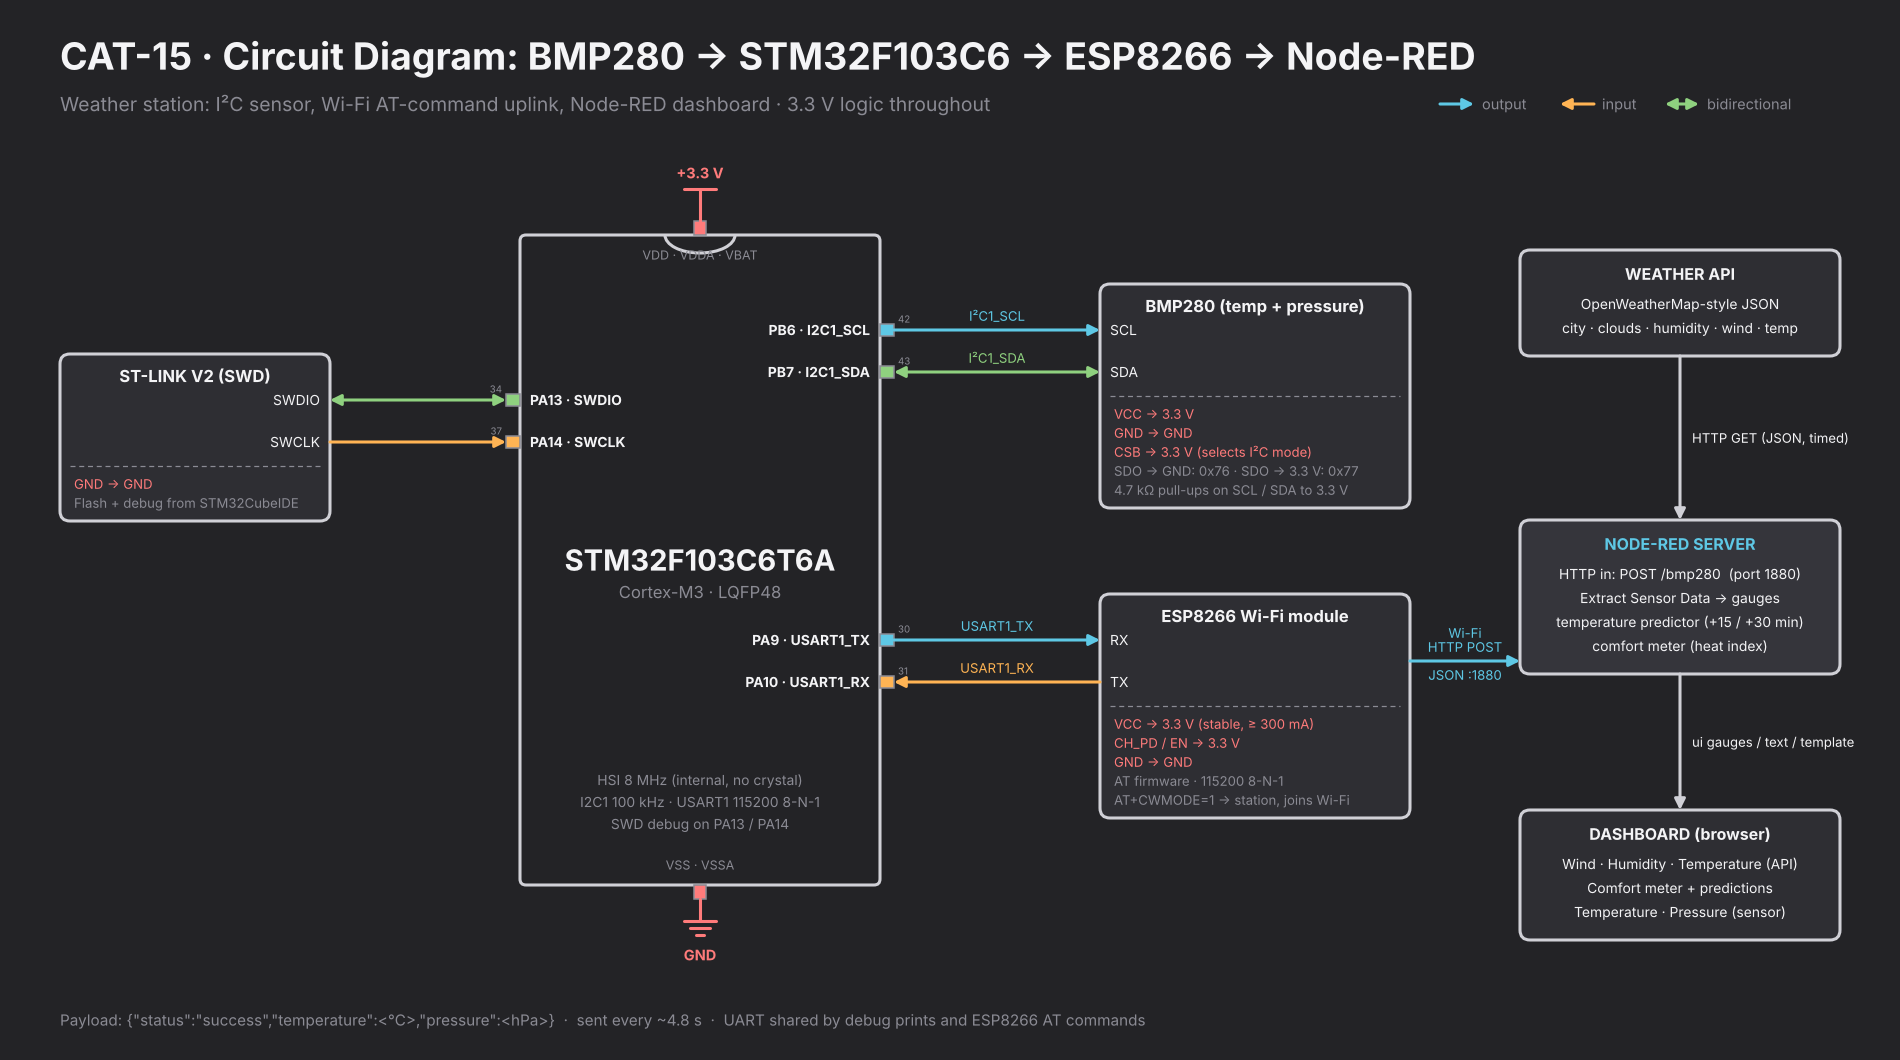 CAT-15 · Circuit Diagram: BMP280 → STM32F103C6 → ESP8266 → Node-RED
Weather station: I²C sensor, Wi-Fi AT-command uplink, Node-RED dashboard · 3.3 V logic throughout
output
input
bidirectional
+3.3 V
VDD · VDDA · VBAT
PB6 · I2C1_SCL
42
I²C1_SCL
PB7 · I2C1_SDA
43
I²C1_SDA
ST-LINK V2 (SWD)
SWDIO
SWCLK
GND → GND
Flash + debug from STM32CubeIDE
34
PA13 · SWDIO
37
PA14 · SWCLK
STM32F103C6T6A
Cortex-M3 · LQFP48
PA9 · USART1_TX
30
USART1_TX
PA10 · USART1_RX
31
USART1_RX
HSI 8 MHz (internal, no crystal)
I2C1 100 kHz · USART1 115200 8-N-1
SWD debug on PA13 / PA14
VSS · VSSA
GND
BMP280 (temp + pressure)
SCL
SDA
VCC → 3.3 V
GND → GND
CSB → 3.3 V (selects I²C mode)
SDO → GND: 0x76 · SDO → 3.3 V: 0x77
4.7 kΩ pull-ups on SCL / SDA to 3.3 V
ESP8266 Wi-Fi module
RX
TX
VCC → 3.3 V (stable, ≥ 300 mA)
CH_PD / EN → 3.3 V
GND → GND
AT firmware · 115200 8-N-1
AT+CWMODE=1 → station, joins Wi-Fi
Wi-Fi
HTTP POST
JSON :1880
WEATHER API
OpenWeatherMap-style JSON
city · clouds · humidity · wind · temp
HTTP GET (JSON, timed)
NODE-RED SERVER
HTTP in: POST /bmp280 (port 1880)
Extract Sensor Data → gauges
temperature predictor (+15 / +30 min)
comfort meter (heat index)
ui gauges / text / template
DASHBOARD (browser)
Wind · Humidity · Temperature (API)
Comfort meter + predictions
Temperature · Pressure (sensor)
Payload: {"status":"success","temperature":<°C>,"pressure":<hPa>} · sent every ~4.8 s · UART shared by debug prints and ESP8266 AT commands